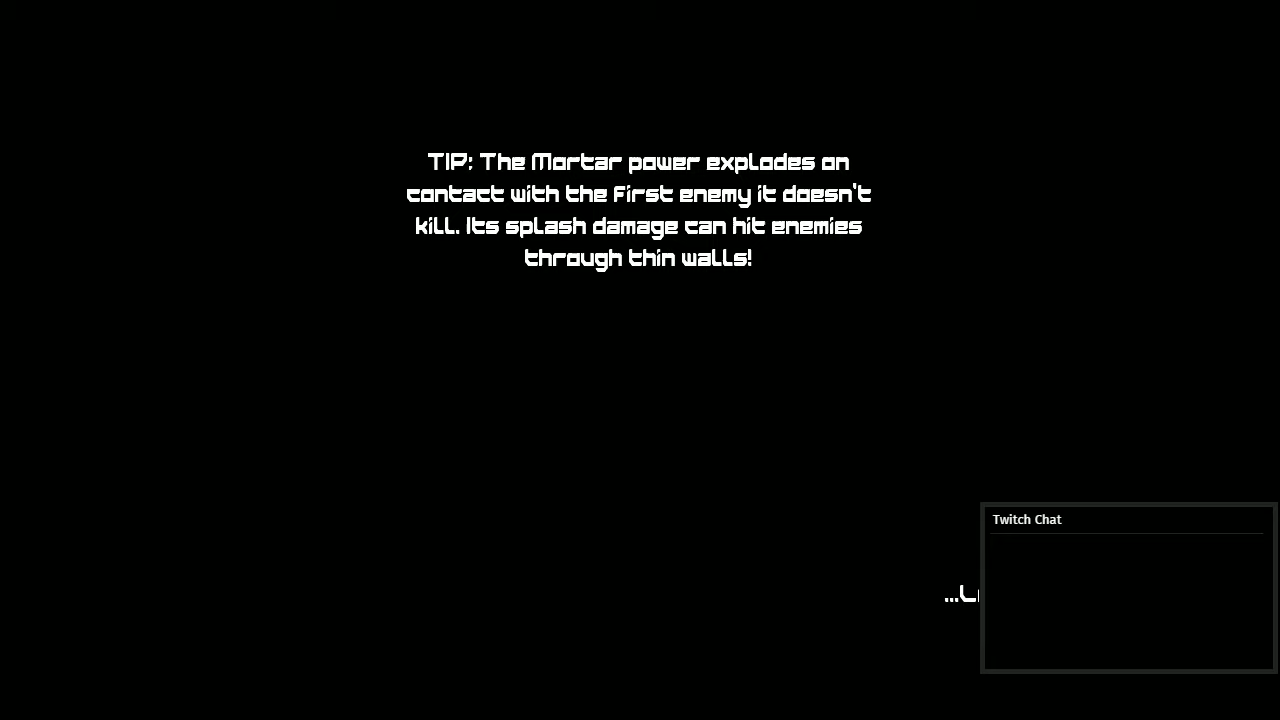 TIP: The Mortar power explodes on
contact with the first enemy it doesn't
kill. Its splash damage can hit enemies
through thin walls!
Twitch Chat